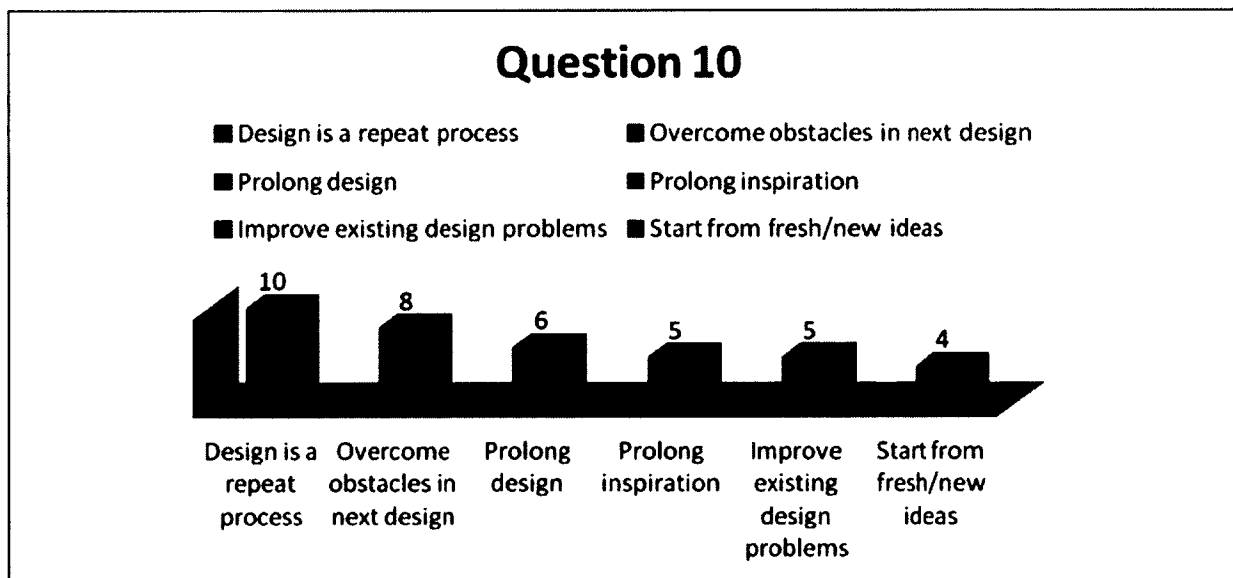 Question 10
Design is a repeat process
Overcome obstacles in next design
Prolong design
Prolong inspiration
Improve existing design problems
Start from fresh/new ideas
10
8
6
5
5
4
Design is a
repeat
process
Overcome
obstacles in
next design
Prolong
design
Prolong
inspiration
Improve
existing
design
problems
Start from
fresh/new
ideas